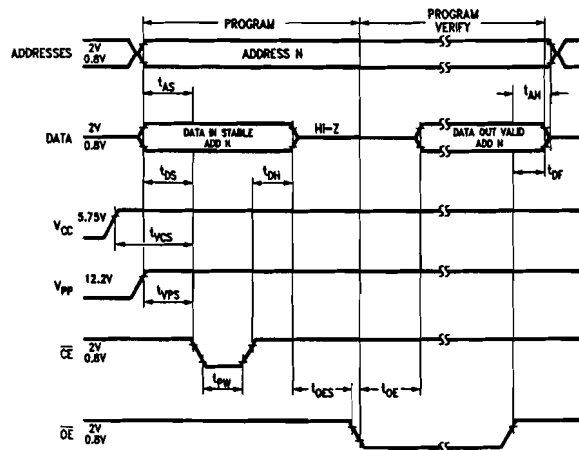 PROGRAM
PROGRAM
VERIFY
ADDRESSES
2V
0.8V
ADDRESS N
tAS
tAH
DATA
2V
0.8V
DATA IN STABLE
ADD N
HI-Z
DATA OUT VALID
ADD N
tDS
tDH
tDF
VCC
5.75V
tVCS
VPP
12.2V
tVPS
CE
2V
0.8V
tPW
tOES
tOE
OE
2V
0.8V